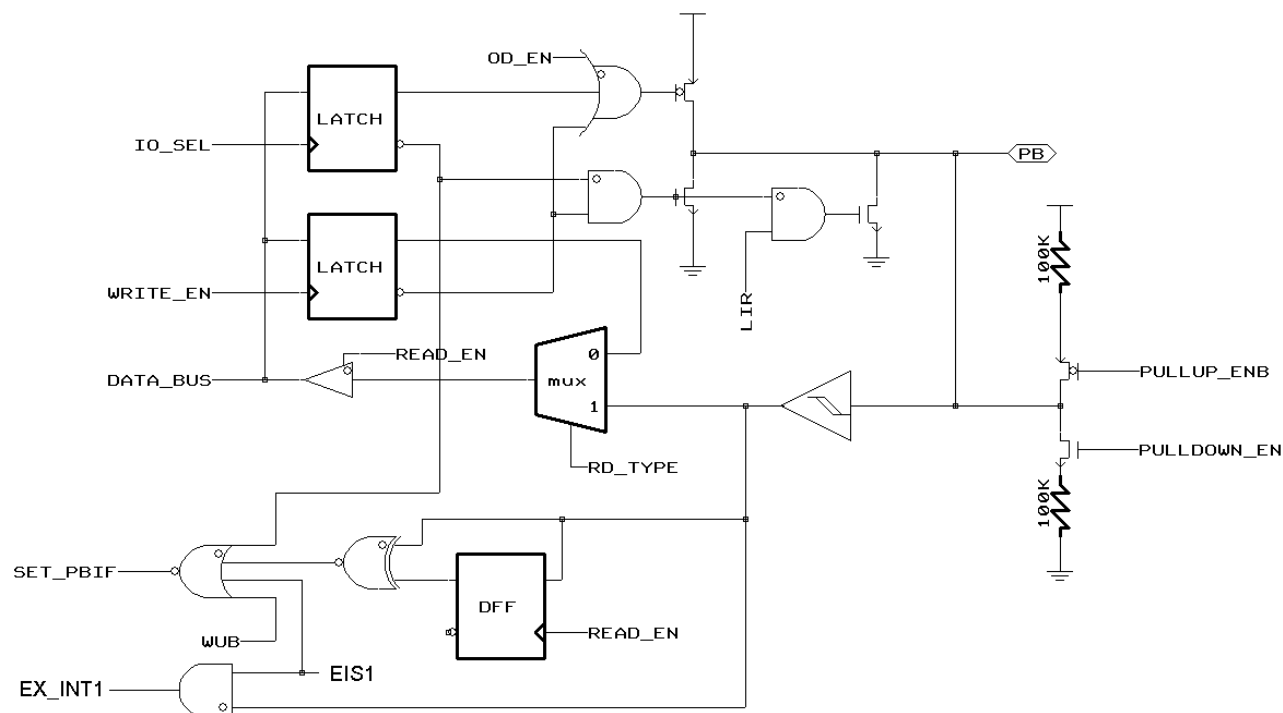 OD_EN
LATCH
IO_SEL
PB
LATCH
100K
WRITE_EN
LIR
0
READ_EN
DATA_BUS
mux
PULLUP_ENB
1
PULLDOWN_EN
RD_TYPE
100K
SET_PBIF
DFF
READ_EN
WUB
EIS1
EX_INT1